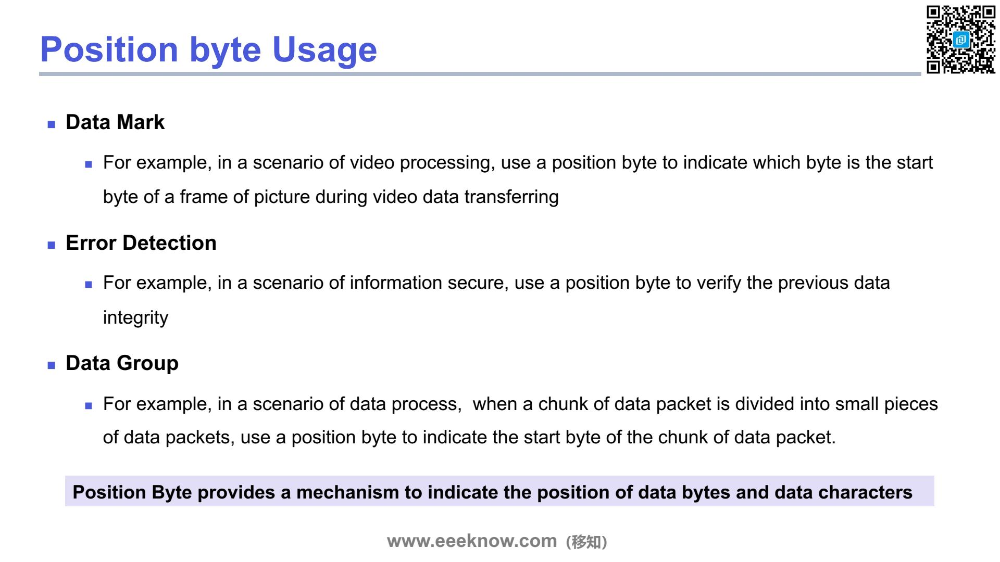 Position byte Usage
Data Mark
For example, in a scenario of video processing, use a position byte to indicate which byte is the start
byte of a frame of picture during video data transferring
Error Detection
For example, in a scenario of information secure, use a position byte to verify the previous data
integrity
Data Group
For example, in a scenario of data process,  when a chunk of data packet is divided into small pieces
of data packets, use a position byte to indicate the start byte of the chunk of data packet.
Position Byte provides a mechanism to indicate the position of data bytes and data characters
www.eeeknow.com (移知)